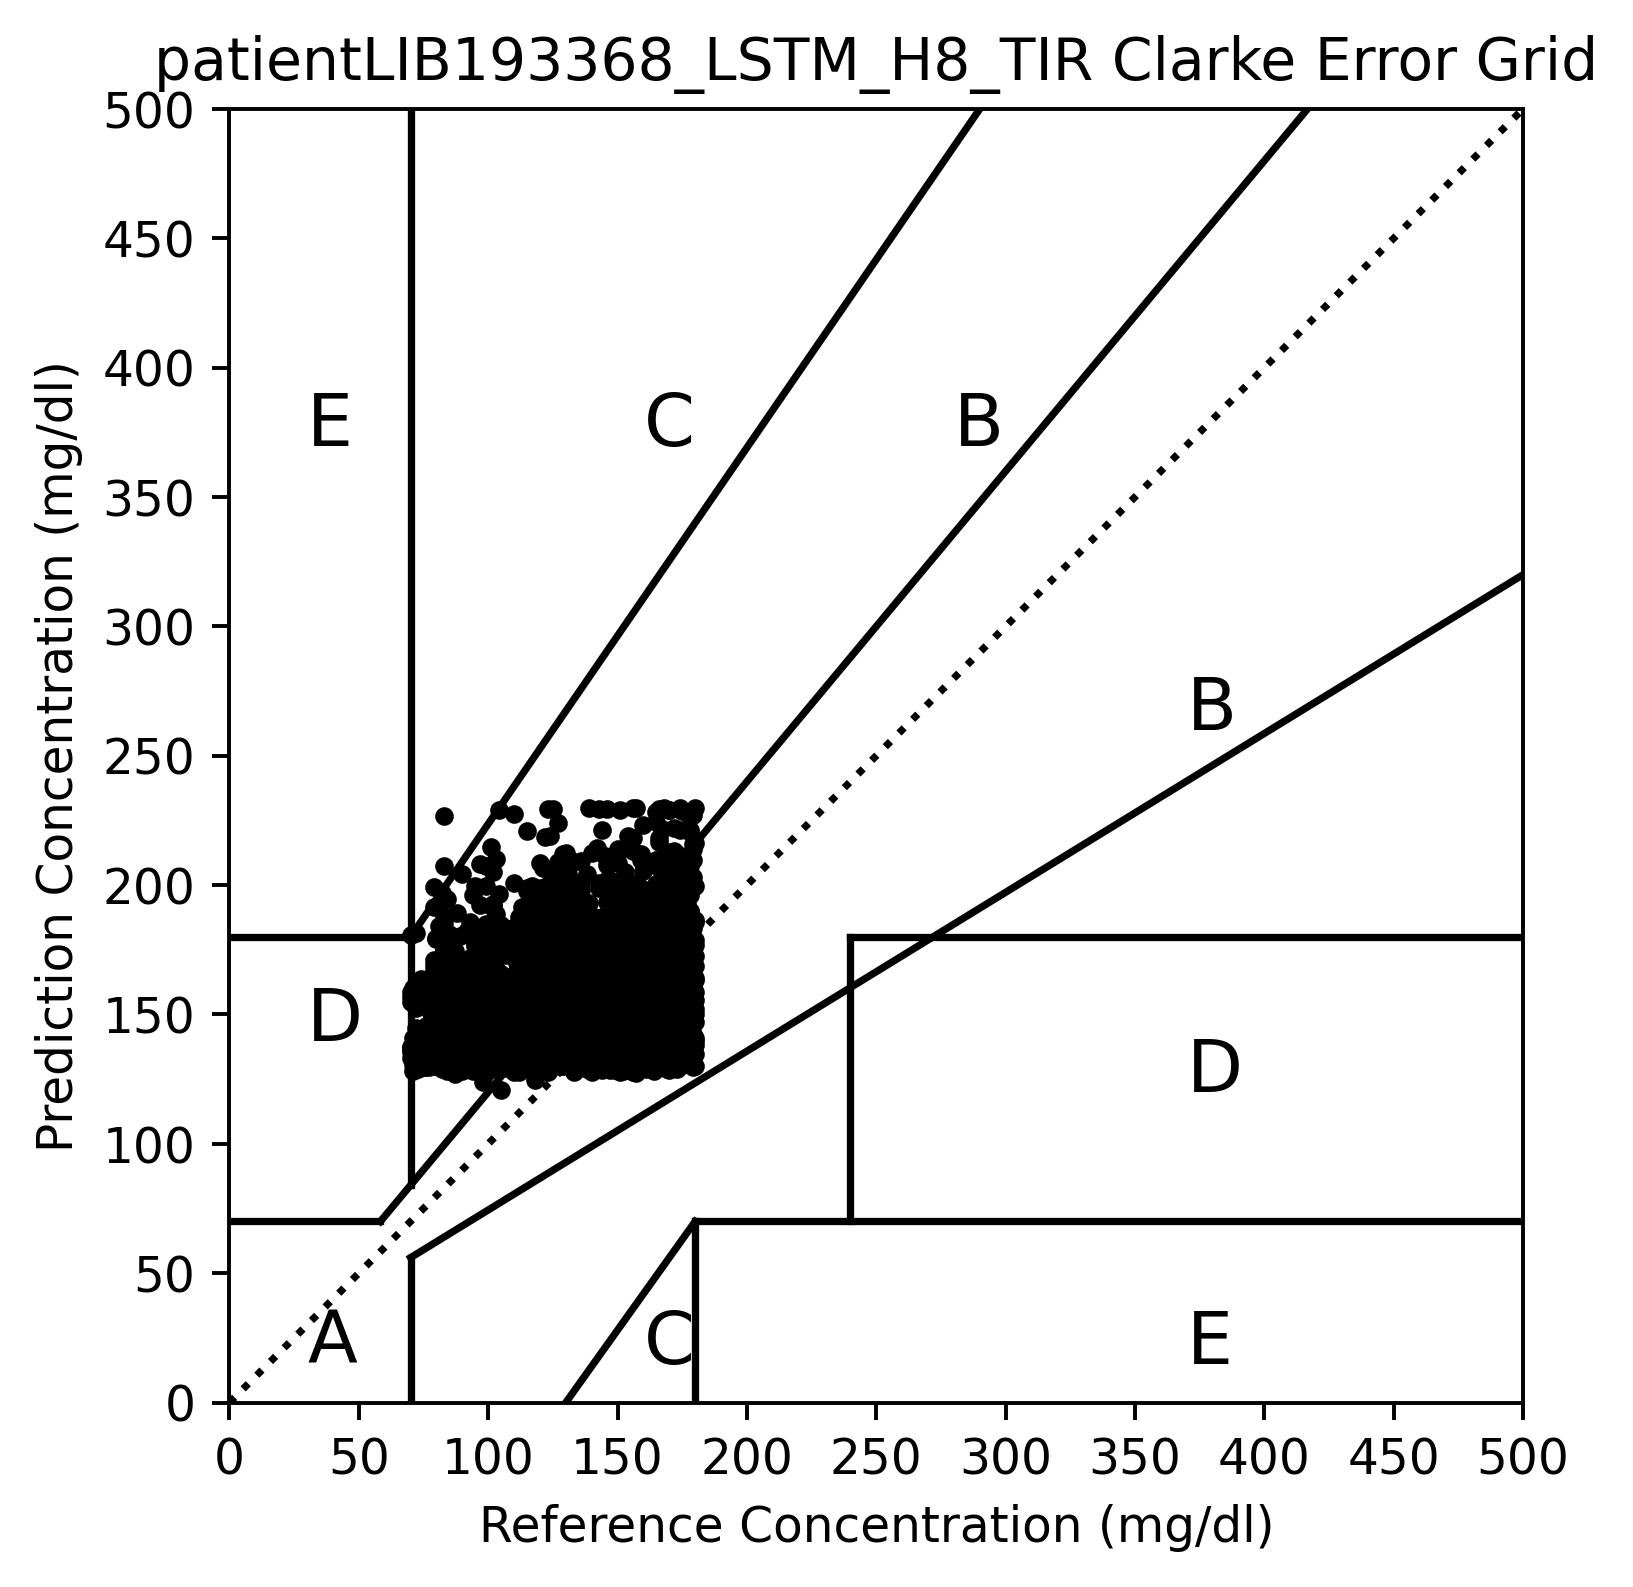 patientLIB193368_LSTM_H8_TIR Clarke Error Grid
500
450
400
350
300
250
200
150
100
50
0
Prediction Concentration (mg/dl)
E
C
B
B
D
D
A
C
E
0 50 100 150 200 250 300 350 400 450 500
Reference Concentration (mg/dl)